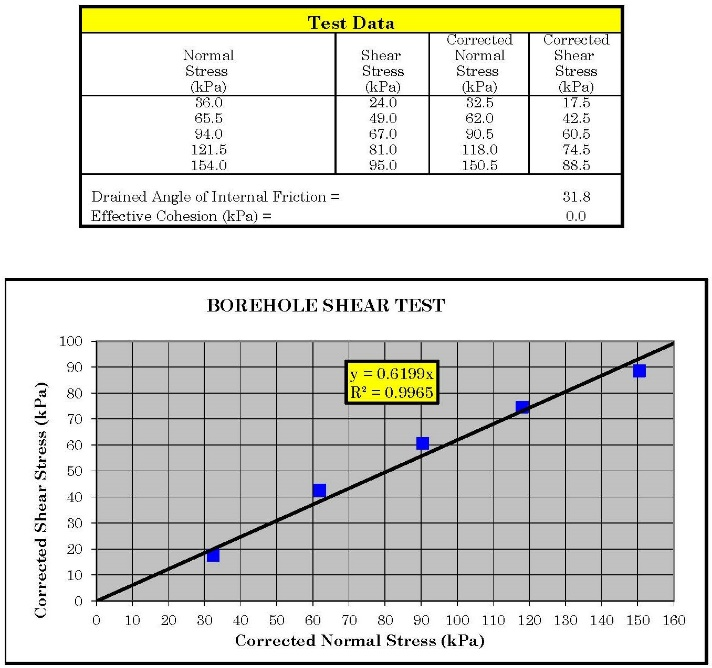 Test Data
Normal Stress (kPa) Shear Stress (kPa) Corrected Normal Stress (kPa) Corrected Shear Stress (kPa)
36.0 24.0 32.5 17.5
65.5 49.0 62.0 42.5
94.0 67.0 90.5 60.5
121.5 81.0 118.0 74.5
154.0 95.0 150.5 88.5
Drained Angle of Internal Friction = 31.8
Effective Cohesion (kPa) = 0.0
BOREHOLE SHEAR TEST
y = 0.6199x
R² = 0.9965
Corrected Shear Stress (kPa)
100
90
80
70
60
50
40
30
20
10
0
0 10 20 30 40 50 60 70 80 90 100 110 120 130 140 150 160
Corrected Normal Stress (kPa)